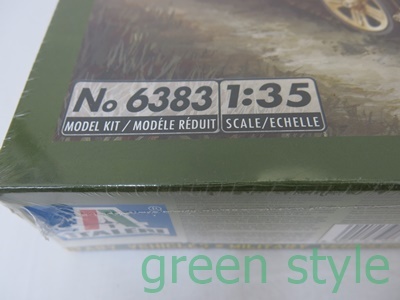 No 6383 1:35
MODEL KIT / MODÈLE RÉDUIT SCALE/ECHELLE
green style